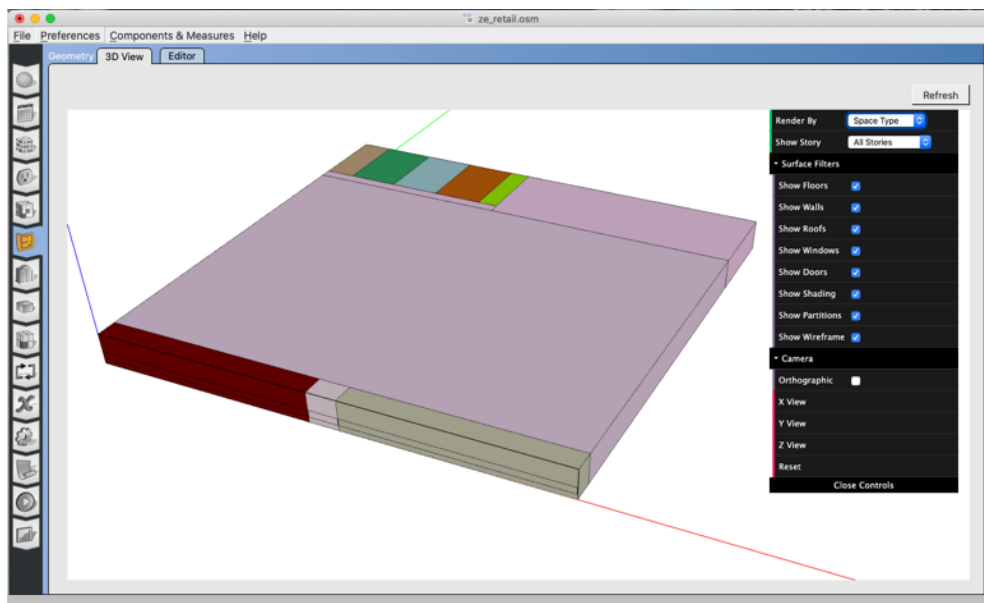 ze_retail.osm
File Preferences Components & Measures Help
Geometry 3D View Editor
Refresh
Render By Space Type
Show Story All Stories
Surface Filters
Show Floors
Show Walls
Show Roofs
Show Windows
Show Doors
Show Shading
Show Partitions
Show Wireframe
Camera
Orthographic
X View
Y View
Z View
Reset
Close Controls